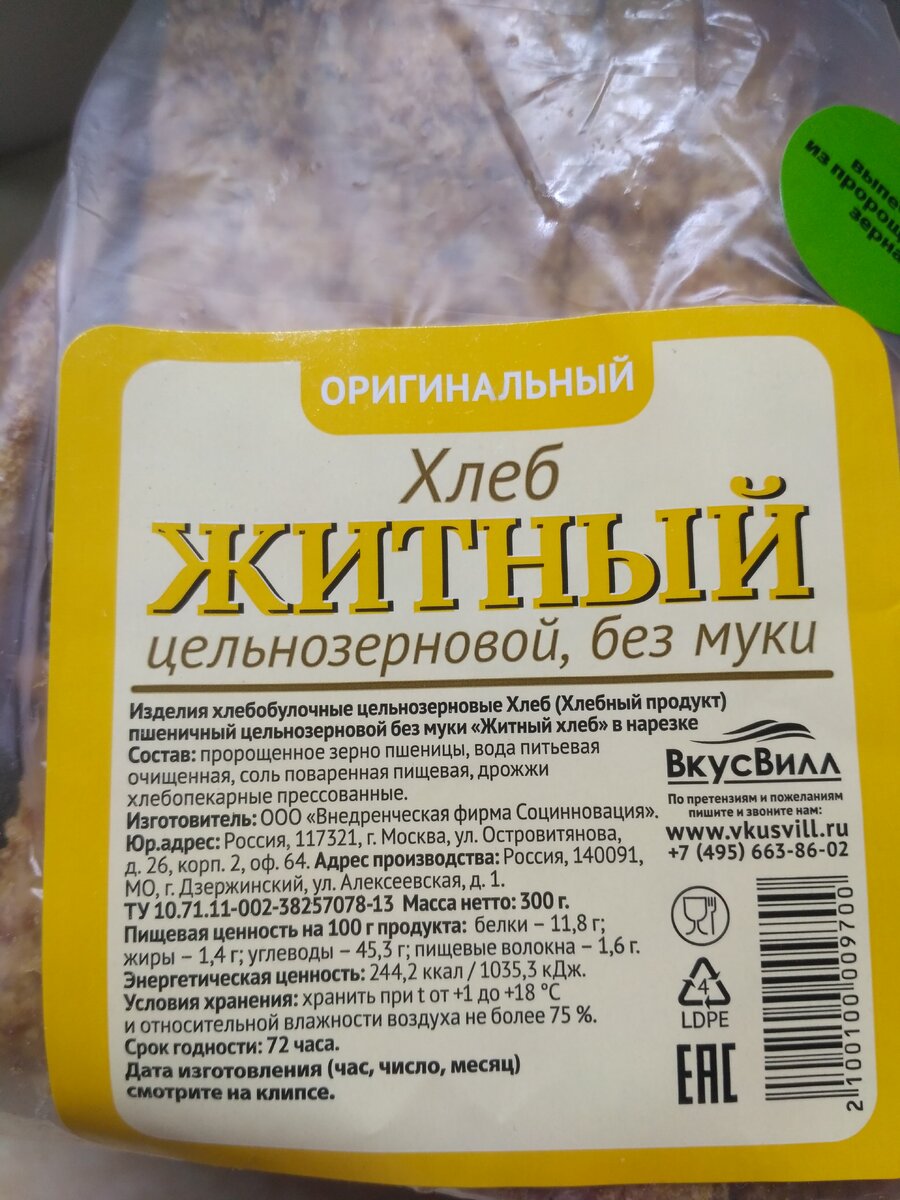 из
зерна
ОРИГИНАЛЬНЫЙ
Хлеб
ЖИТНЫЙ
цельнозерновой, без муки
Изделия хлебобулочные цельнозерновые Хлеб (Хлебный продукт)
пшеничный цельнозерновой без муки «Житный хлеб» в нарезке
Состав: пророщенное зерно пшеницы, вода питьевая
очищенная, соль поваренная пищевая, дрожжи
хлебопекарные прессованные.
Изготовитель: ООО «Внедренческая фирма Социнновация».
Юр.адрес: Россия, 117321, г. Москва, ул. Островитянова,
д. 26, корп. 2, оф. 64. Адрес производства: Россия, 140091,
МО, г. Дзержинский, ул. Алексеевская, д. 1.
ТУ 10.71.11-002-38257078-13 Масса нетто: 300 г.
Пищевая ценность на 100 г продукта: белки – 11,8 г;
жиры – 1,4 г; углеводы – 45,3 г; пищевые волокна – 1,6 г.
Энергетическая ценность: 244,2 ккал / 1035,3 кДж.
Условия хранения: хранить при t от +1 до +18 °С
и относительной влажности воздуха не более 75 %.
Срок годности: 72 часа.
Дата изготовления (час, число, месяц)
смотрите на клипсе.
ВкусВилл
По претензиям и пожеланиям
пишите и звоните нам:
www.vkusvill.ru
+7 (495) 663-86-02
4
LDPE
EAC
2 100100 009700